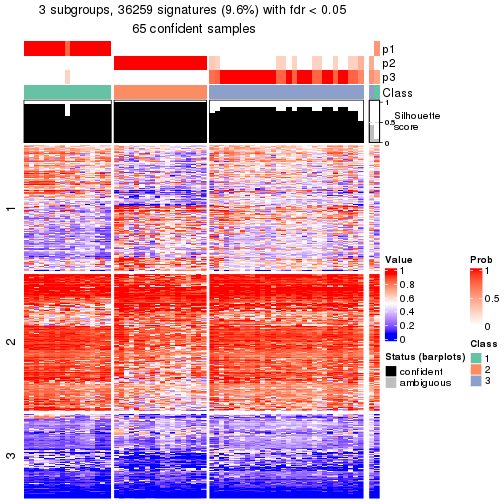 3 subgroups, 36259 signatures (9.6%) with fdr < 0.05
65 confident samples
p1
p2
p3
Class
1
0.5
0
Silhouette
score
1
2
3
Value
1
0.8
0.6
0.4
0.2
0
Prob
1
0.5
0
Status (barplots)
confident
ambiguous
Class
1
2
3